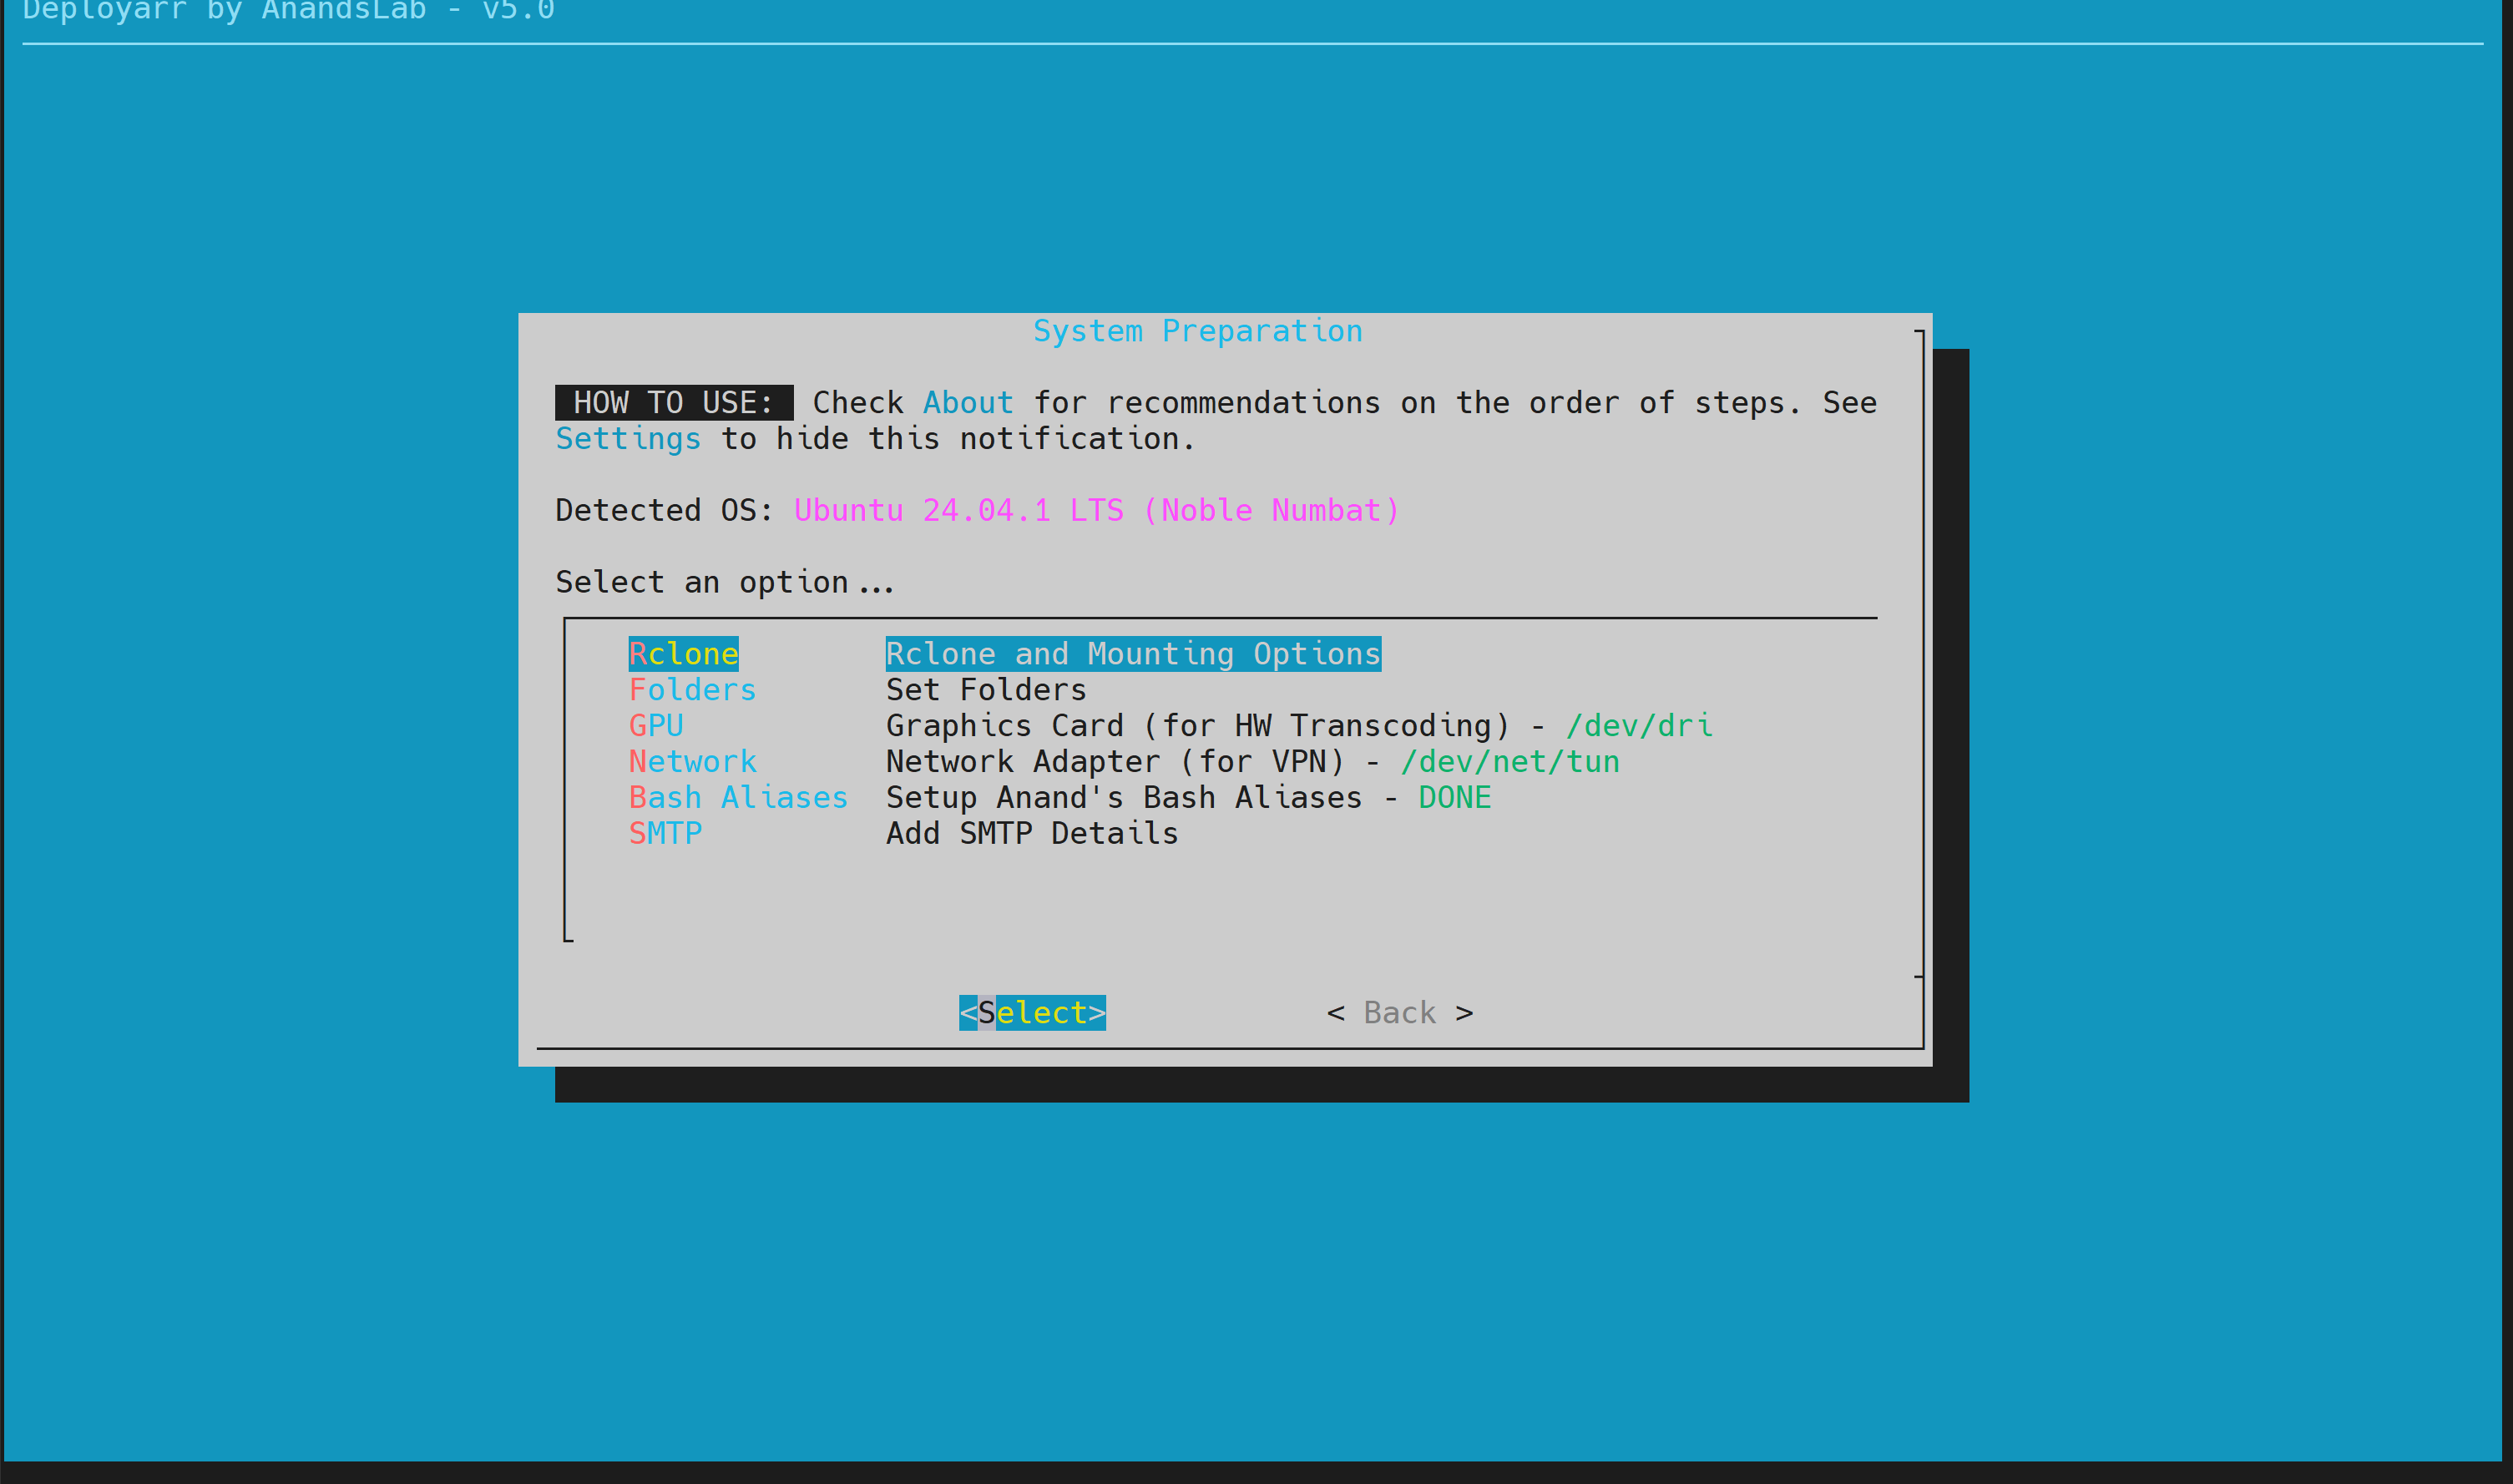 Deployarr by AnandsLab - v5.0
System Preparation
HOW TO USE: Check About for recommendations on the order of steps. See
Settings to hide this notification.
Detected OS: Ubuntu 24.04.1 LTS (Noble Numbat)
Select an option...
Rclone Rclone and Mounting Options
Folders Set Folders
GPU Graphics Card (for HW Transcoding) - /dev/dri
Network Network Adapter (for VPN) - /dev/net/tun
Bash Aliases Setup Anand's Bash Aliases - DONE
SMTP Add SMTP Details
<Select> < Back >